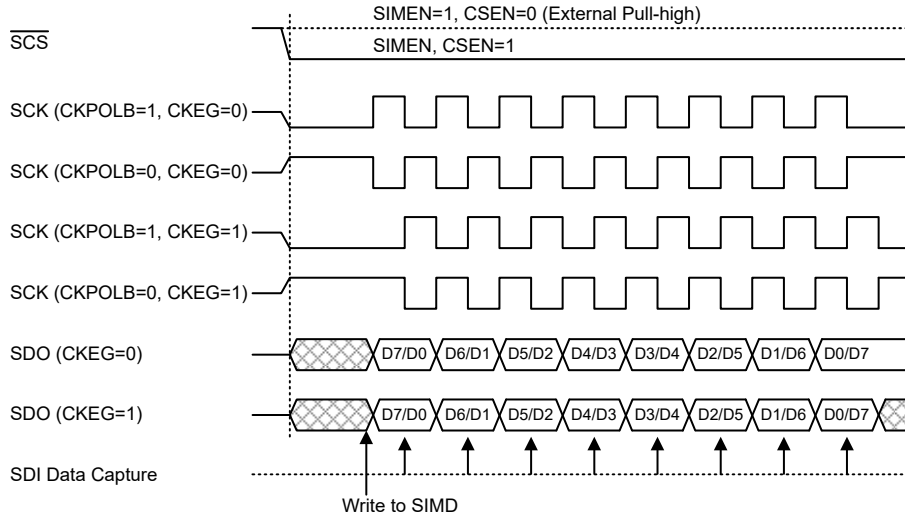 SIMEN=1, CSEN=0 (External Pull-high)
SCS
SIMEN, CSEN=1
SCK (CKPOLB=1, CKEG=0)
SCK (CKPOLB=0, CKEG=0)
SCK (CKPOLB=1, CKEG=1)
SCK (CKPOLB=0, CKEG=1)
SDO (CKEG=0) D7/D0 D6/D1 D5/D2 D4/D3 D3/D4 D2/D5 D1/D6 D0/D7
SDO (CKEG=1) D7/D0 D6/D1 D5/D2 D4/D3 D3/D4 D2/D5 D1/D6 D0/D7
SDI Data Capture
Write to SIMD